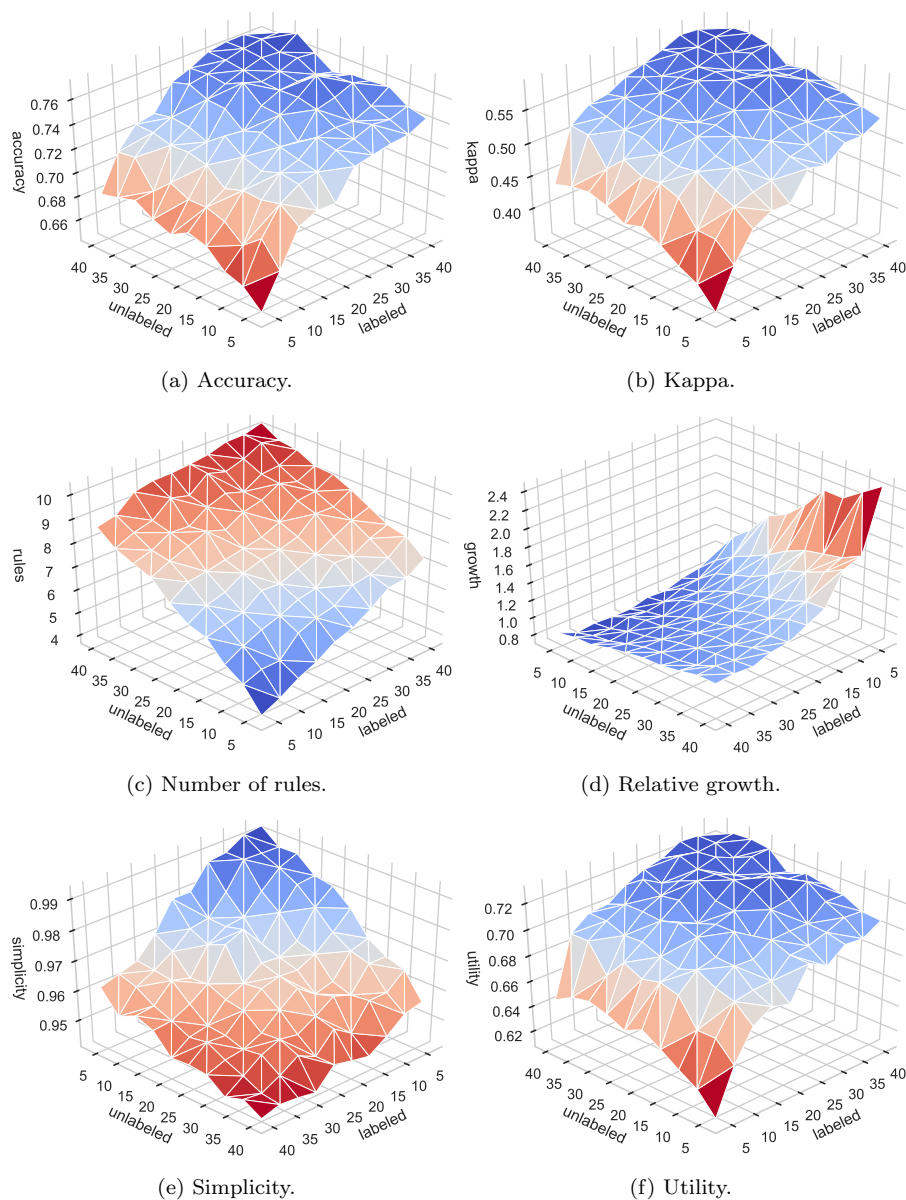 0.76
0.74
0.72
0.70
0.68
0.66
accuracy
40 35 30 25 20 15 10 5
unlabeled
5 10 15 20 25 30 35 40
labeled
(a) Accuracy.
0.55
0.50
0.45
0.40
kappa
40 35 30 25 20 15 10 5
unlabeled
5 10 15 20 25 30 35 40
labeled
(b) Kappa.
10
9
8
7
6
5
4
rules
40 35 30 25 20 15 10 5
unlabeled
5 10 15 20 25 30 35 40
labeled
(c) Number of rules.
2.4
2.2
2.0
1.8
1.6
1.4
1.2
1.0
0.8
growth
5 10 15 20 25 30 35 40
unlabeled
40 35 30 25 20 15 10 5
labeled
(d) Relative growth.
0.99
0.98
0.97
0.96
0.95
simplicity
5 10 15 20 25 30 35 40
unlabeled
40 35 30 25 20 15 10 5
labeled
(e) Simplicity.
0.72
0.70
0.68
0.66
0.64
0.62
utility
40 35 30 25 20 15 10 5
unlabeled
5 10 15 20 25 30 35 40
labeled
(f) Utility.